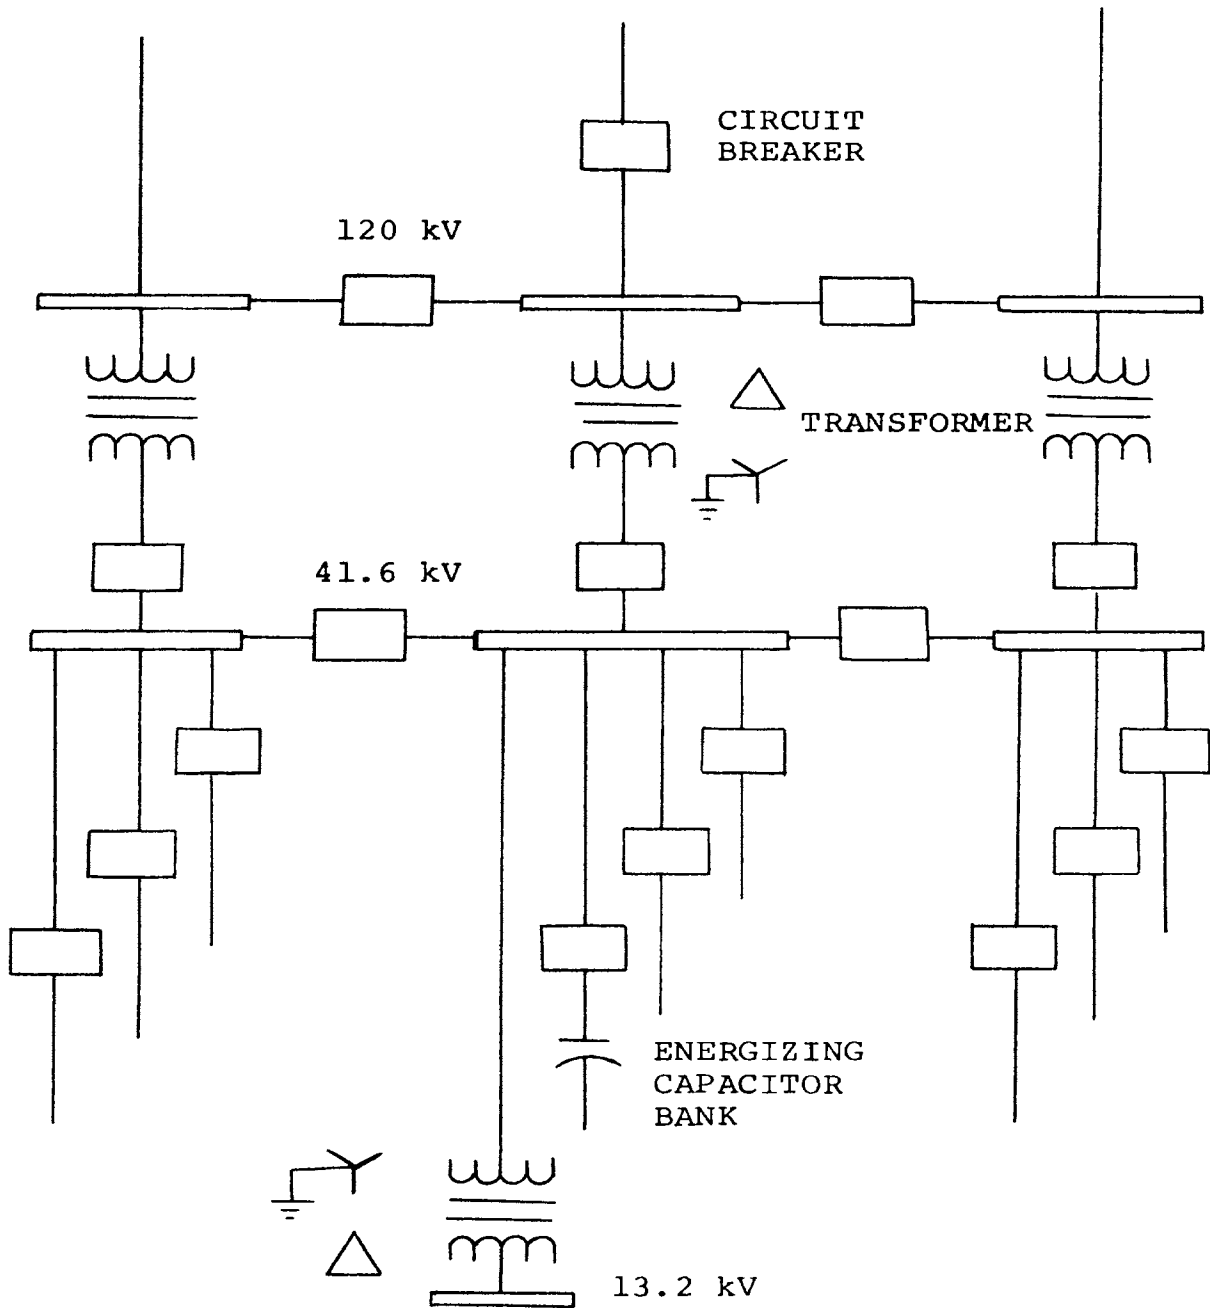 CIRCUIT
BREAKER
120 kV
TRANSFORMER
41.6 kV
ENERGIZING
CAPACITOR
BANK
13.2 kV